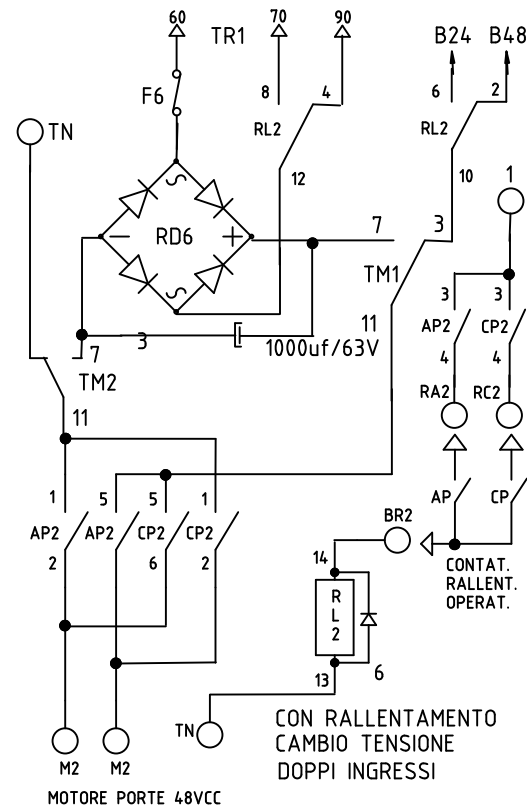 60 70 90
TR1
B24 B48
F6
8 4
RL2
6 2
RL2
TN
12
10 1
RD6
7 3
TM1
3 3
AP2 CP2
4 4
11
7 3
1000uf/63V
TM2
RA2 RC2
11
1 5 5 1
AP2 AP2 CP2 CP2
2 6 2
AP CP
BR2
14
CONTAT.
RALLENT.
OPERAT.
RL2
13 6
TN
M2 M2
CON RALLENTAMENTO
CAMBIO TENSIONE
DOPPI INGRESSI
MOTORE PORTE 48VCC